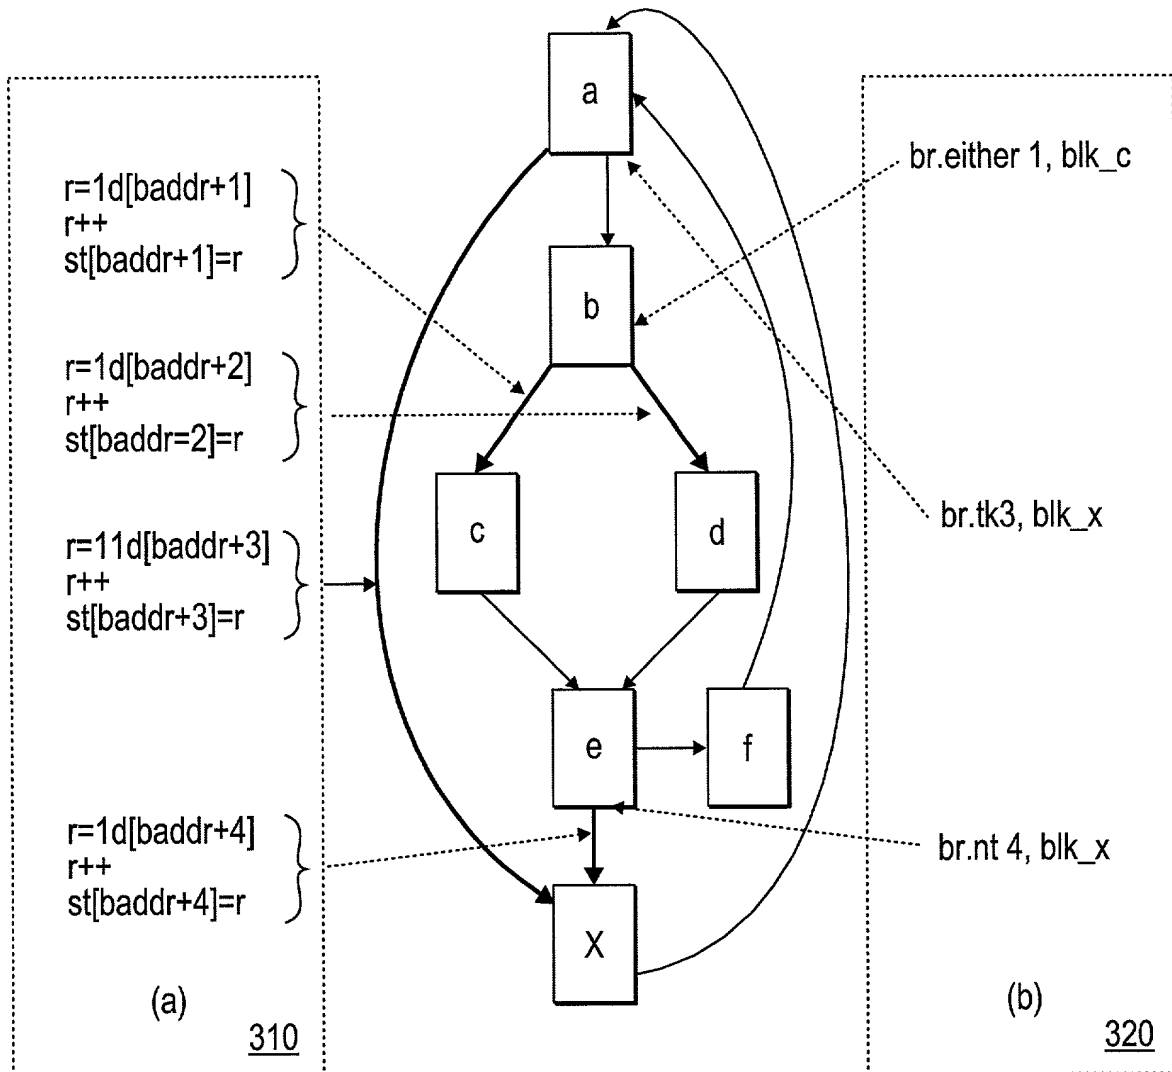 a
r=1d[baddr+1]
r++
st[baddr+1]=r
br.either 1, blk_c
b
r=1d[baddr+2]
r++
st[baddr=2]=r
c
d
br.tk3, blk_x
r=11d[baddr+3]
r++
st[baddr+3]=r
e
f
r=1d[baddr+4]
r++
st[baddr+4]=r
br.nt 4, blk_x
X
(a)
310
(b)
320